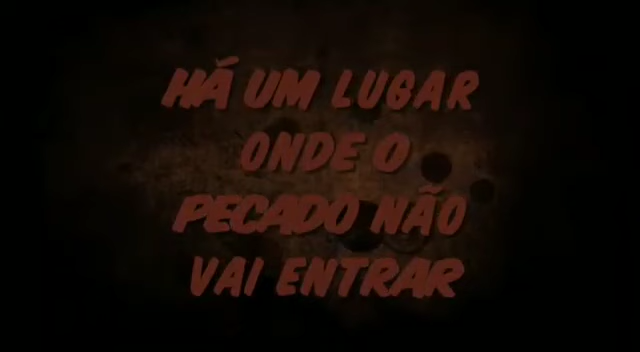 HÁ UM LUGAR
ONDE O
PECADO NÃO
VAI ENTRAR